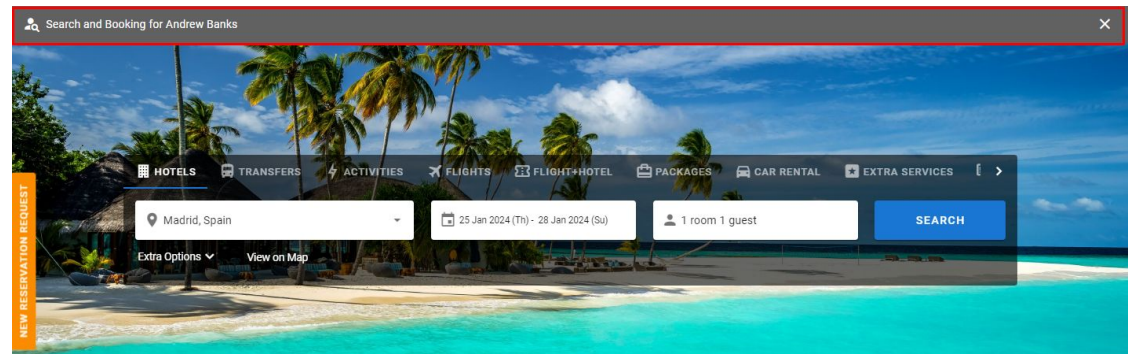 Search and Booking for Andrew Banks
HOTELS TRANSFERS ACTIVITIES FLIGHTS FLIGHT+HOTEL PACKAGES CAR RENTAL EXTRA SERVICES
Madrid, Spain 25 Jan 2024 (Th) - 28 Jan 2024 (Su) 1 room 1 guest SEARCH
Extra Options View on Map
NEW RESERVATION REQUEST